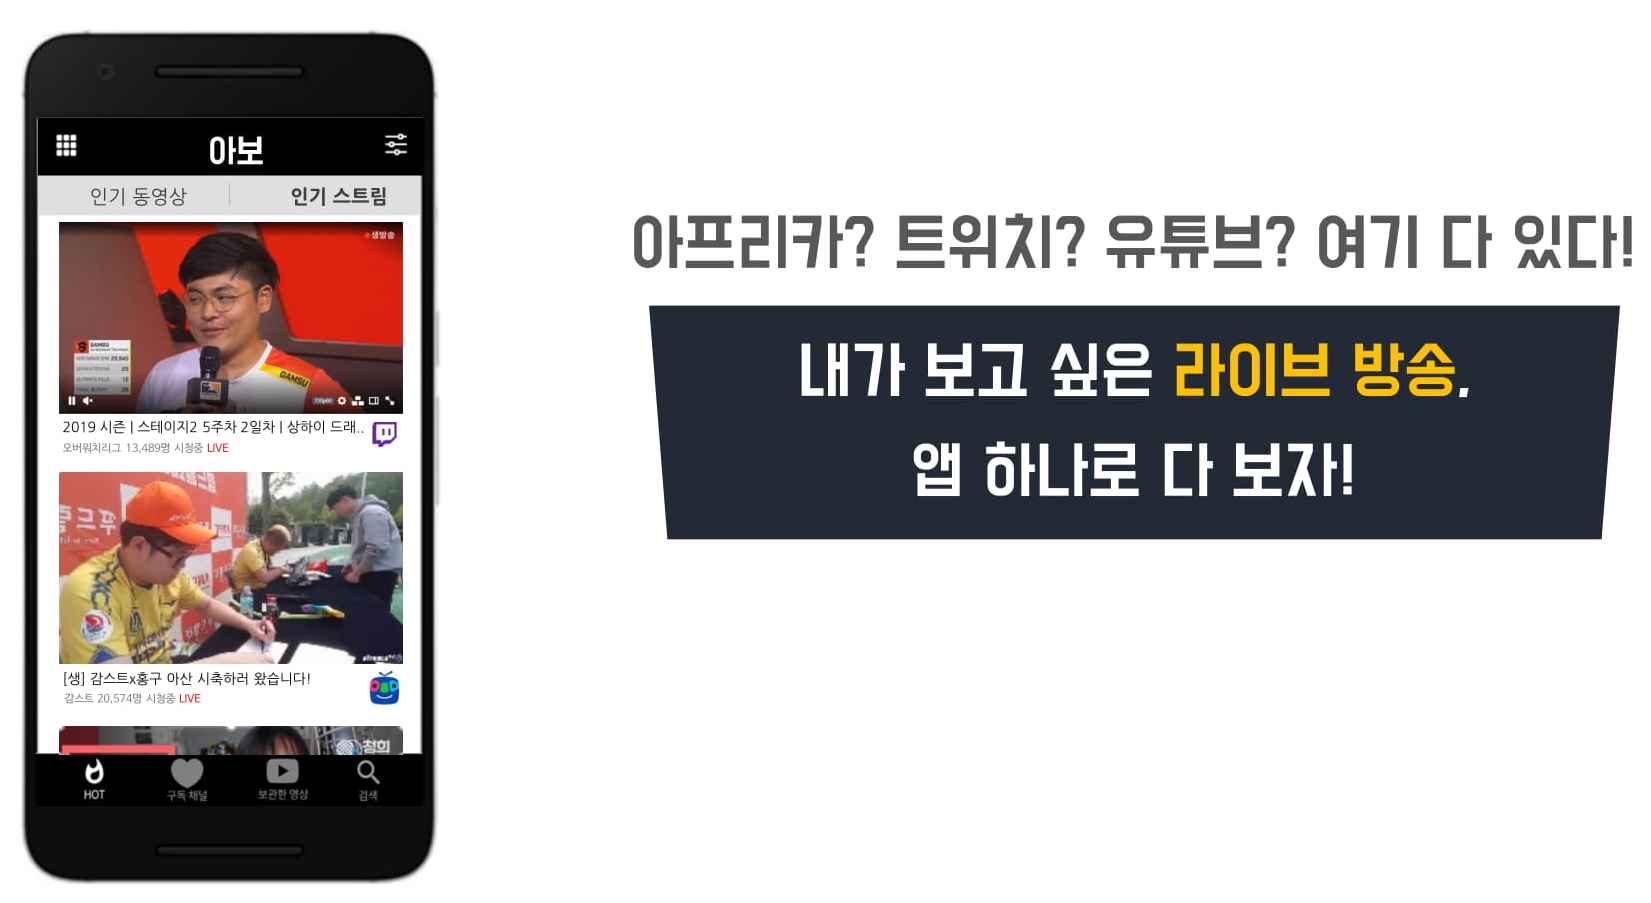 아보
인기 동영상
인기 스트림
생방송
GAMSU
GAMSU
2019 시즌 | 스테이지2 5주차 2일차 | 상하이 드래..
오버워치리그 13,489명 시청중 LIVE
[생] 감스트x홍구 아산 시축하러 왔습니다!
감스트 20,574명 시청중 LIVE
청희
HOT
구독 채널
보관한 영상
검색
아프리카? 트위치? 유튜브? 여기 다 있다!
내가 보고 싶은 라이브 방송,
앱 하나로 다 보자!